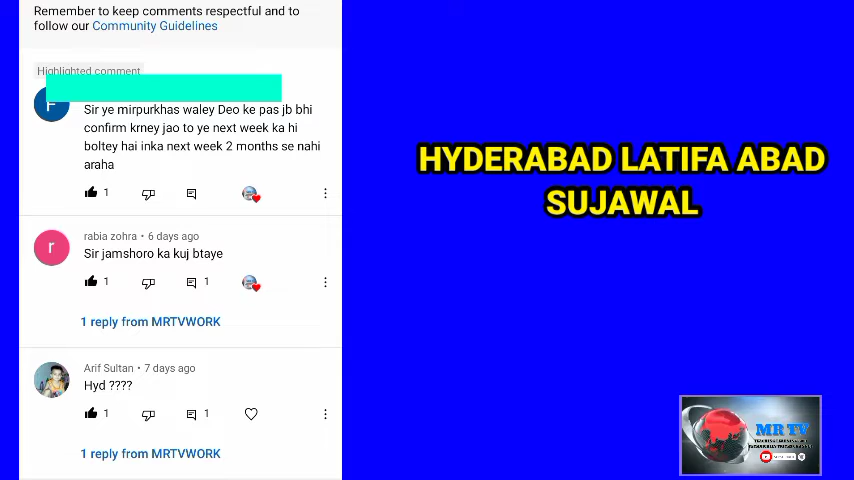 Remember to keep comments respectful and to
follow our Community Guidelines
Highlighted comment
F
Sir ye mirpurkhas waley Deo ke pas jb bhi
confirm krney jao to ye next week ka hi
boltey hai inka next week 2 months se nahi
araha
1
r
rabia zohra • 6 days ago
Sir jamshoro ka kuj btaye
1
1
1 reply from MRTVWORK
Arif Sultan • 7 days ago
Hyd ????
1
1
1 reply from MRTVWORK
HYDERABAD LATIFA ABAD
SUJAWAL
MR TV